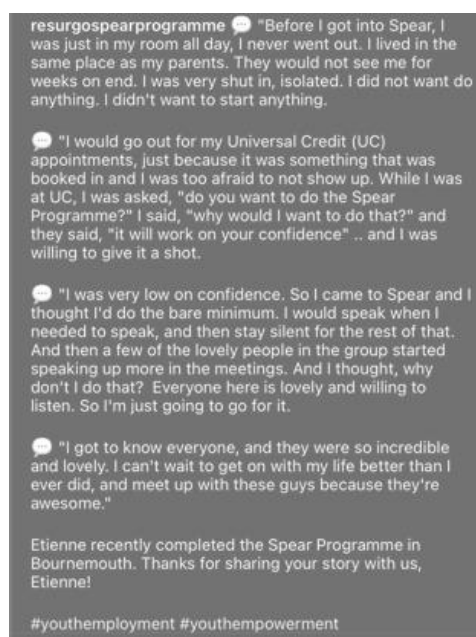 resurgospearprogramme 💬 "Before I got into Spear, I
was just in my room all day, I never went out. I lived in the
same place as my parents. They would not see me for
weeks on end. I was very shut in, isolated. I did not want do
anything. I didn't want to start anything.
💬 "I would go out for my Universal Credit (UC)
appointments, just because it was something that was
booked in and I was too afraid to not show up. While I was
at UC, I was asked, "do you want to do the Spear
Programme?" I said, "why would I want to do that?" and
they said, "it will work on your confidence" .. and I was
willing to give it a shot.
💬 "I was very low on confidence. So I came to Spear and I
thought I'd do the bare minimum. I would speak when I
needed to speak, and then stay silent for the rest of that.
And then a few of the lovely people in the group started
speaking up more in the meetings. And I thought, why
don't I do that?  Everyone here is lovely and willing to
listen. So I'm just going to go for it.
💬 "I got to know everyone, and they were so incredible
and lovely. I can't wait to get on with my life better than I
ever did, and meet up with these guys because they're
awesome."
Etienne recently completed the Spear Programme in
Bournemouth. Thanks for sharing your story with us,
Etienne!
#youthemployment #youthempowerment